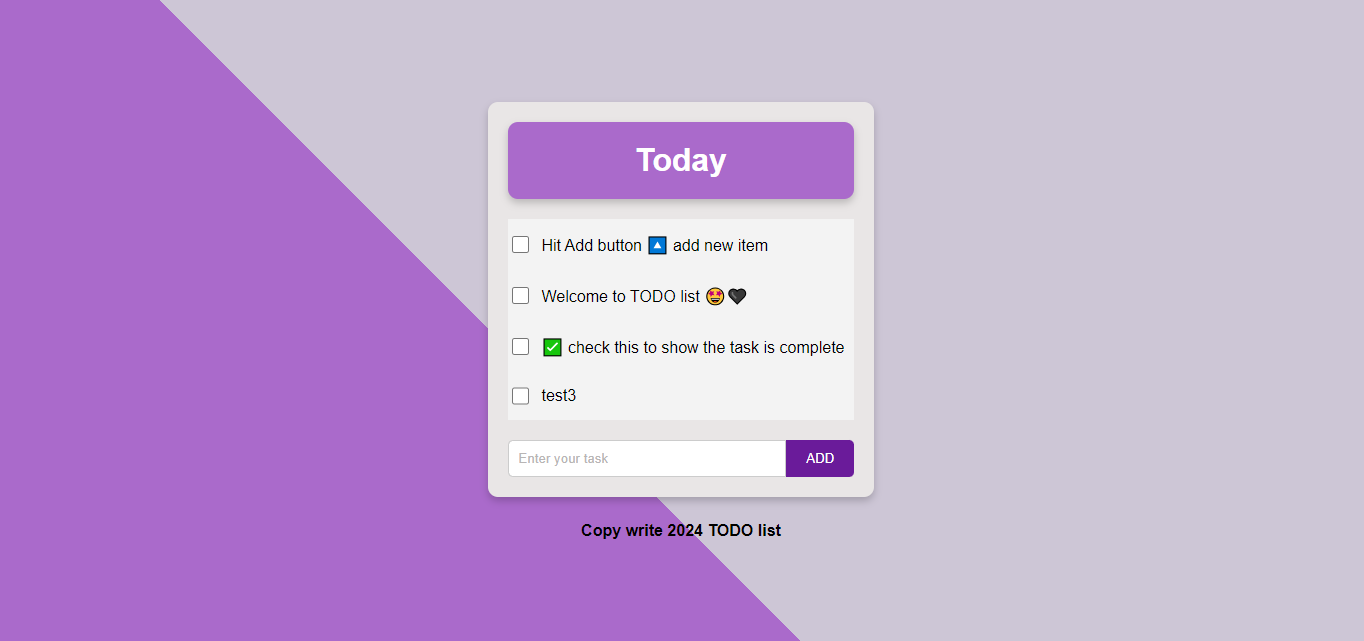 Today
Hit Add button 🔼 add new item
Welcome to TODO list 🤩🖤
✅ check this to show the task is complete
test3
Enter your task
ADD
Copy write 2024 TODO list